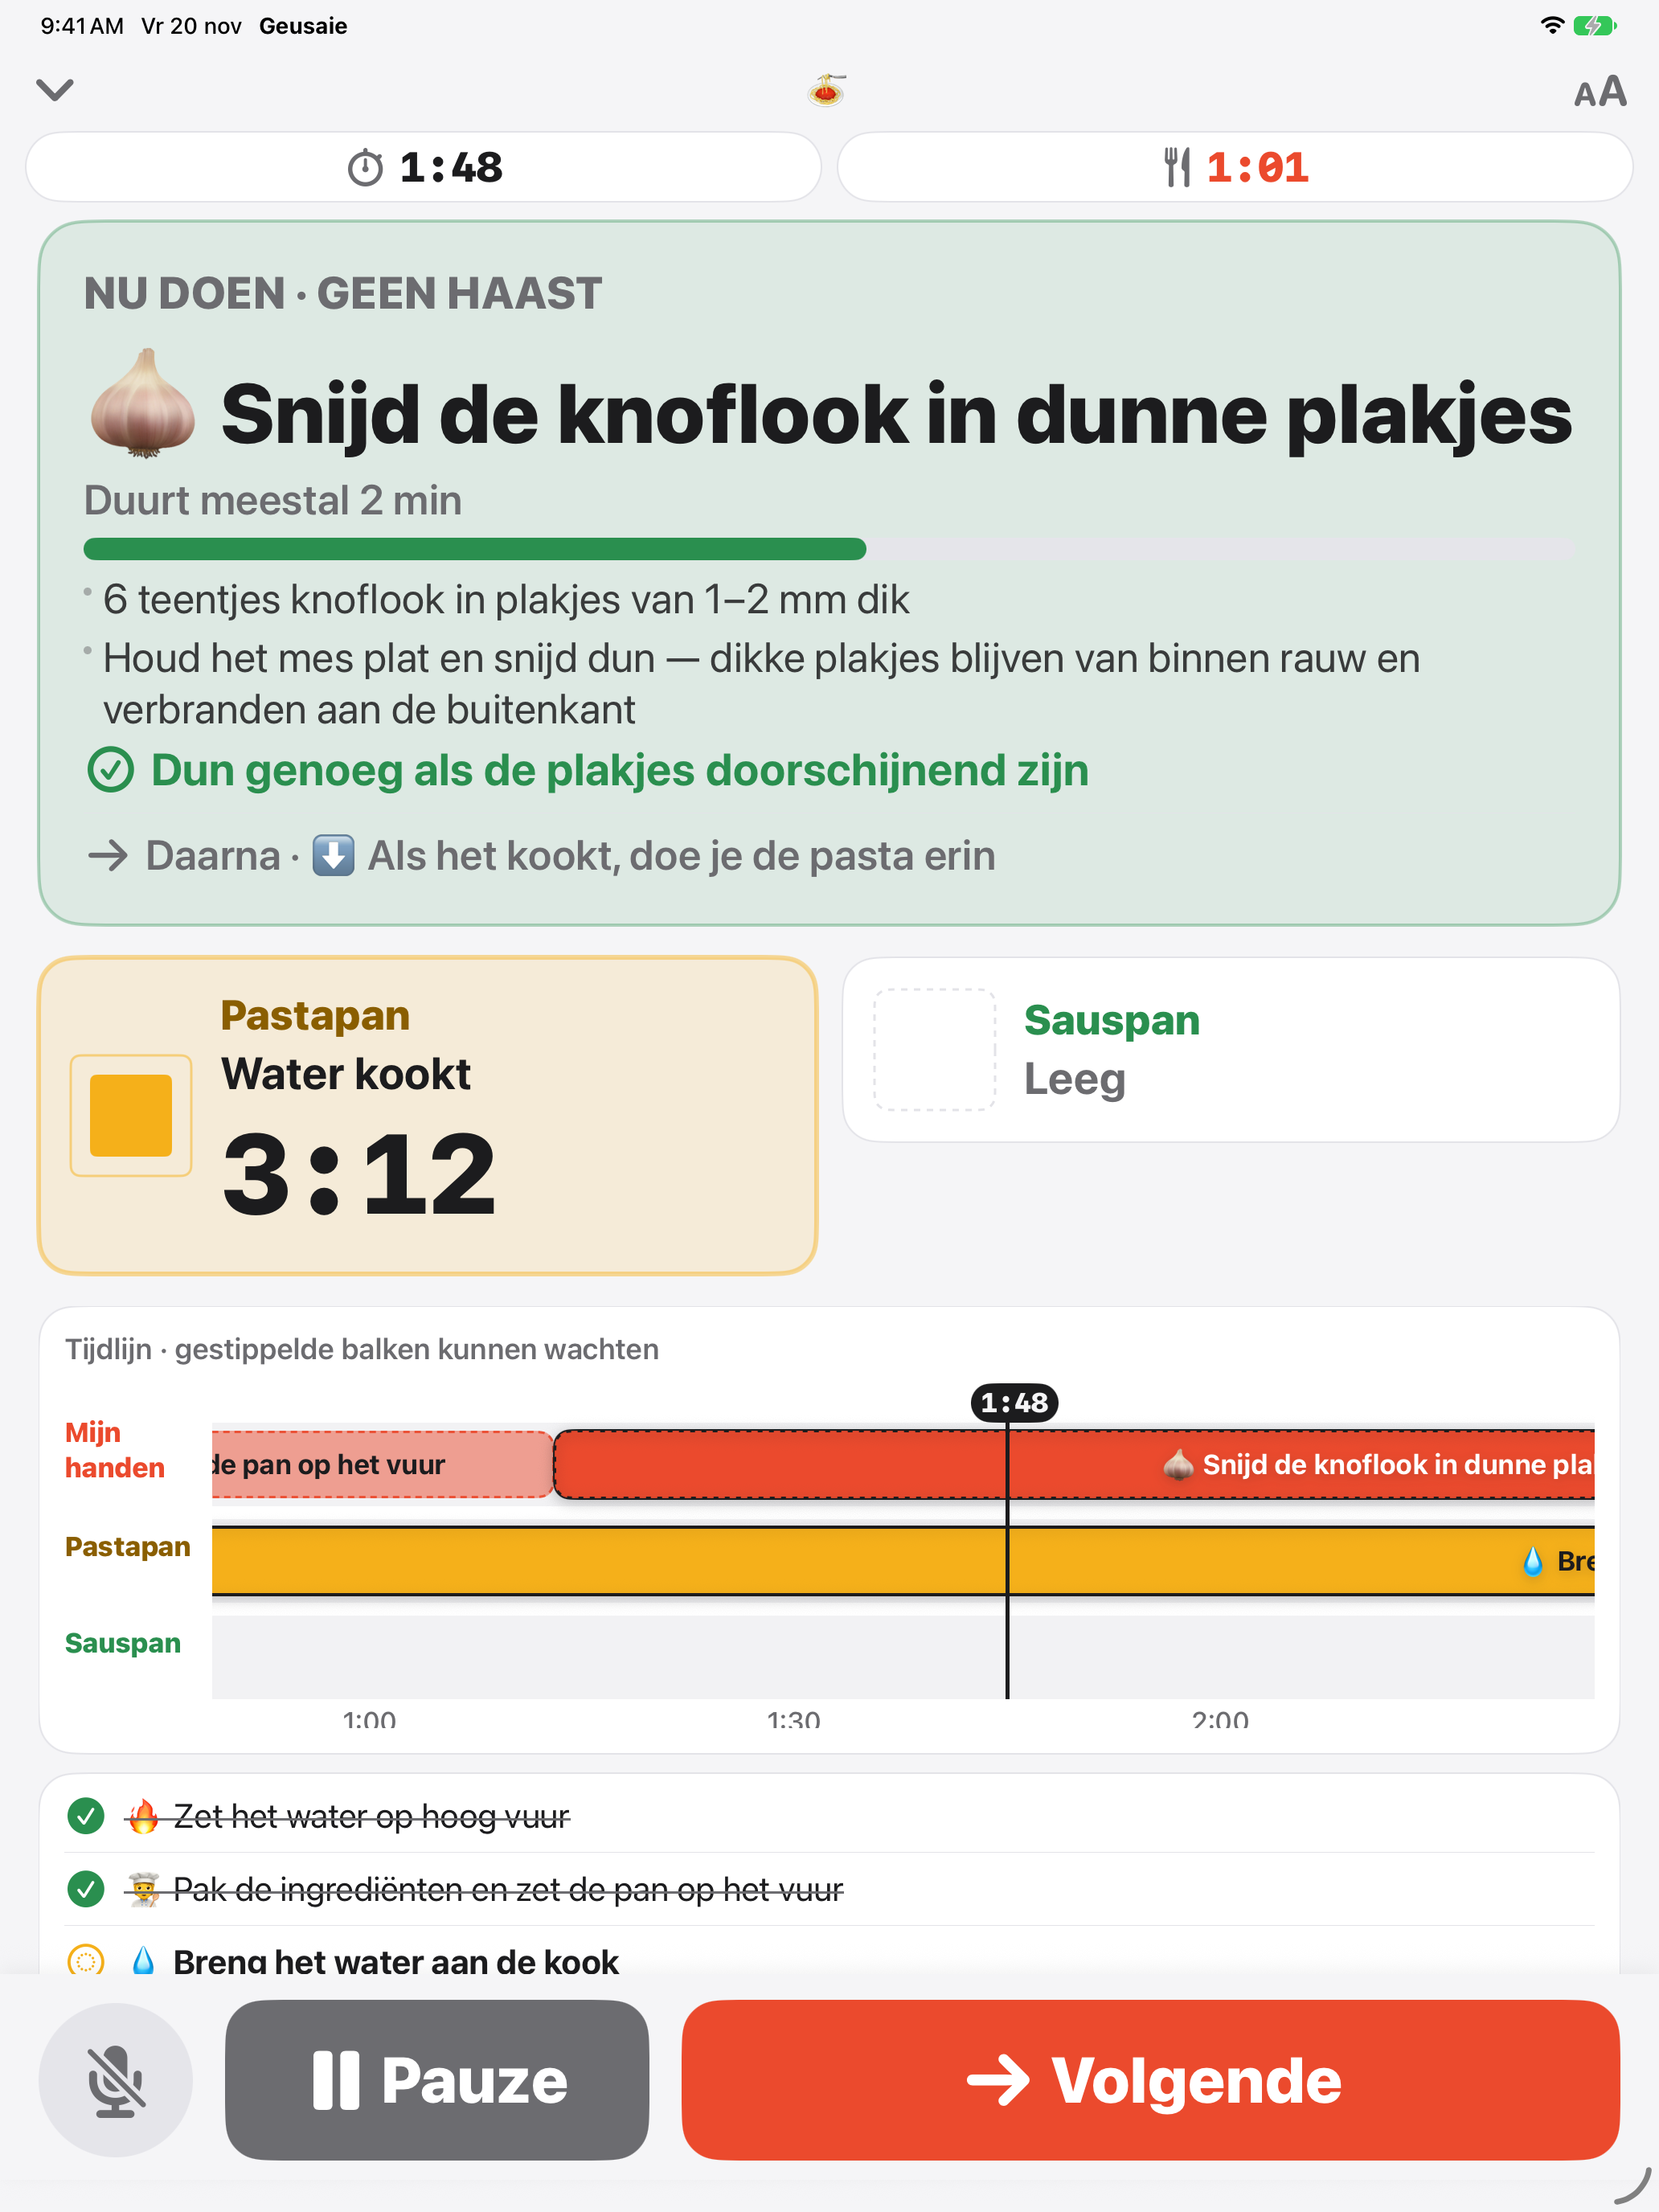 9:41 AM Vr 20 nov Geusaie
AA
1:48
1:01
NU DOEN · GEEN HAAST
Snijd de knoflook in dunne plakjes
Duurt meestal 2 min
6 teentjes knoflook in plakjes van 1–2 mm dik
Houd het mes plat en snijd dun — dikke plakjes blijven van binnen rauw en
verbranden aan de buitenkant
Dun genoeg als de plakjes doorschijnend zijn
→ Daarna · ⬇️ Als het kookt, doe je de pasta erin
Pastapan
Water kookt
3:12
Sauspan
Leeg
Tijdlijn · gestippelde balken kunnen wachten
1:48
Mijn
handen
de pan op het vuur
Snijd de knoflook in dunne pla
Pastapan
Bre
Sauspan
1:00
1:30
2:00
Zet het water op hoog vuur
Pak de ingrediënten en zet de pan op het vuur
Breng het water aan de kook
Pauze
→ Volgende